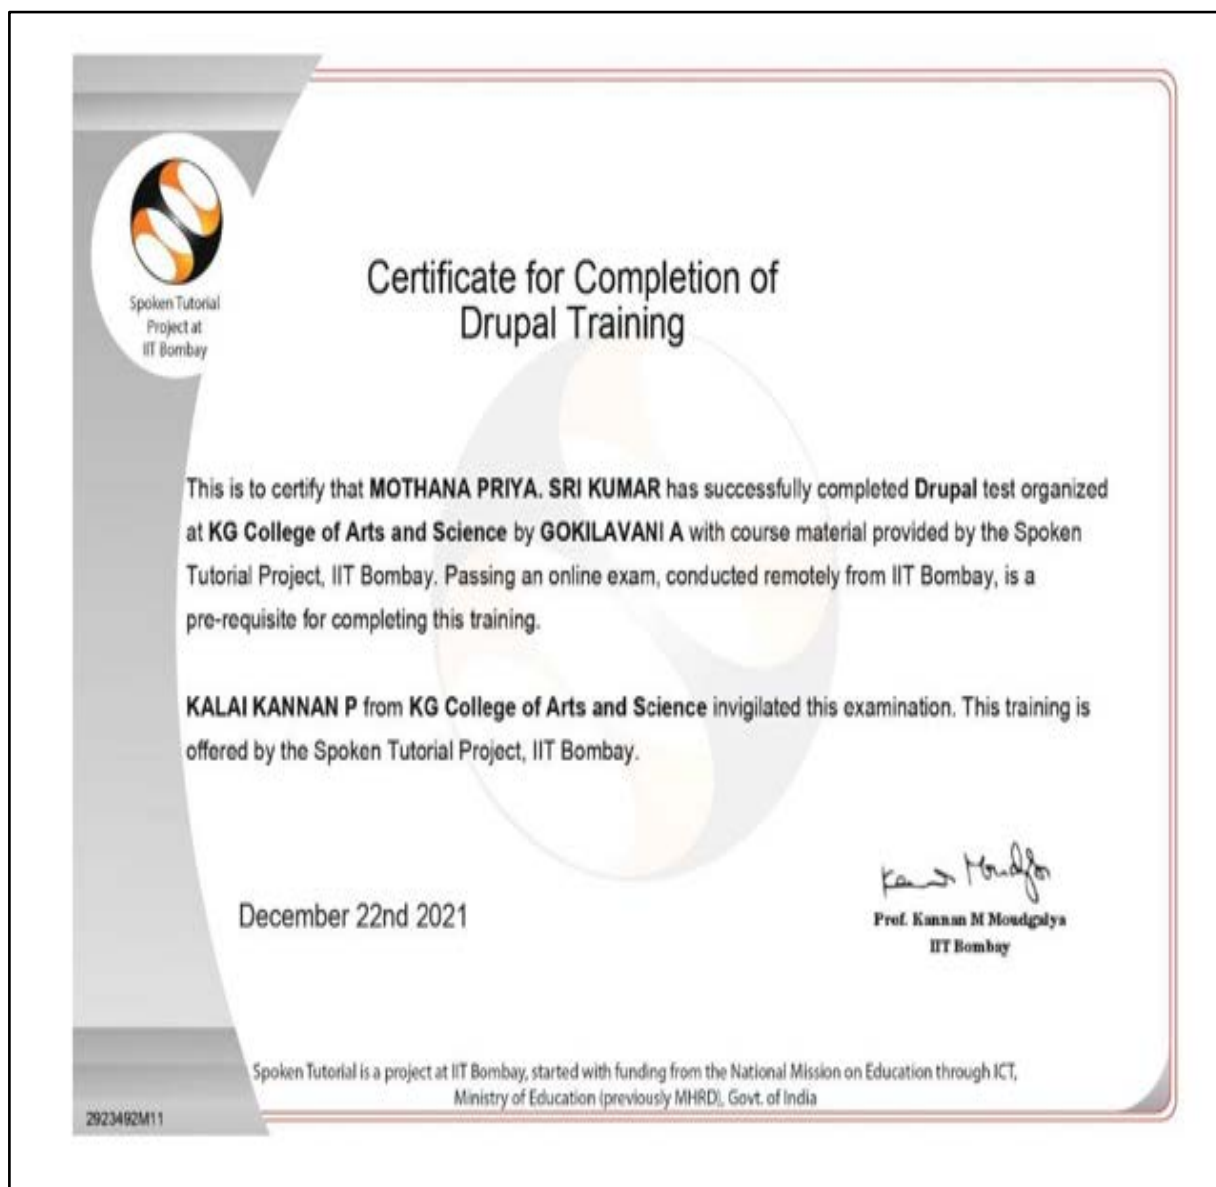 Spoken Tutorial
Project at
IIT Bombay
Certificate for Completion of
Drupal Training
This is to certify that MOTHANA PRIYA. SRI KUMAR has successfully completed Drupal test organized
at KG College of Arts and Science by GOKILAVANI A with course material provided by the Spoken
Tutorial Project, IIT Bombay. Passing an online exam, conducted remotely from IIT Bombay, is a
pre-requisite for completing this training.
KALAI KANNAN P from KG College of Arts and Science invigilated this examination. This training is
offered by the Spoken Tutorial Project, IIT Bombay.
December 22nd 2021
Prof. Kannan M Moudgalya
IIT Bombay
Spoken Tutorial is a project at IIT Bombay, started with funding from the National Mission on Education through ICT,
Ministry of Education (previously MHRD), Govt. of India
2923492M11